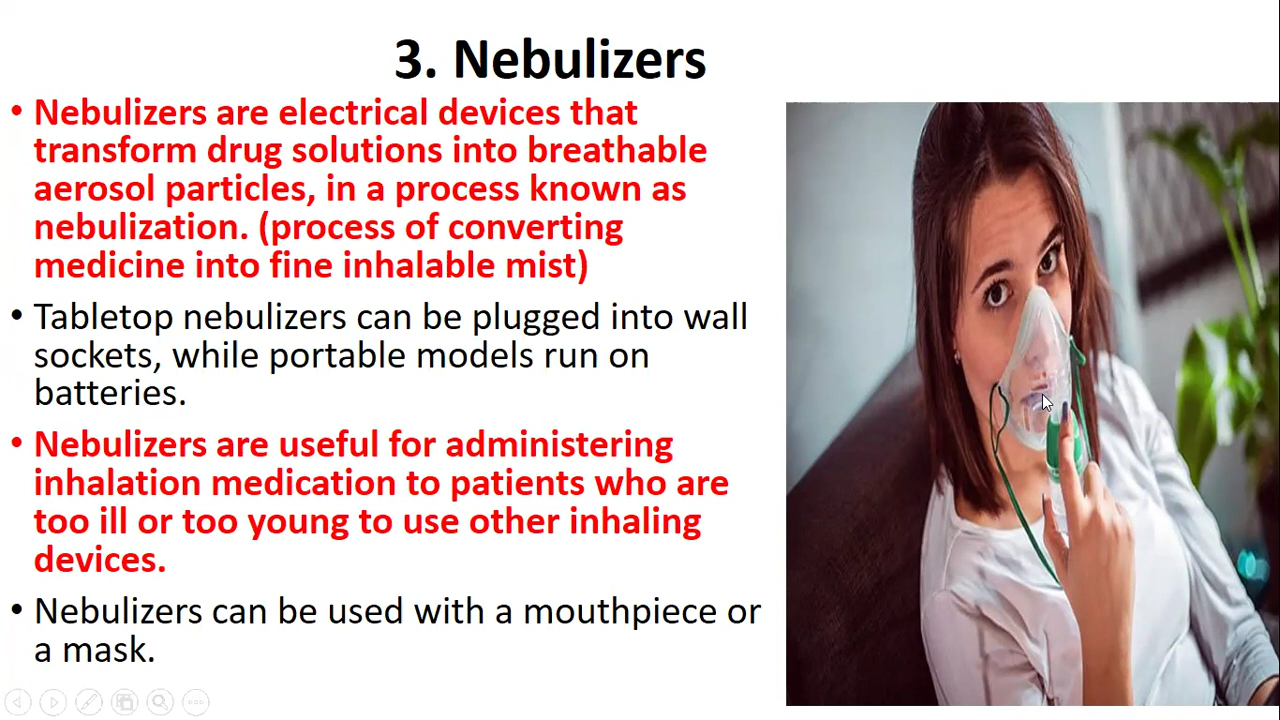 3. Nebulizers
• Nebulizers are electrical devices that
transform drug solutions into breathable
aerosol particles, in a process known as
nebulization. (process of converting
medicine into fine inhalable mist)
• Tabletop nebulizers can be plugged into wall
sockets, while portable models run on
batteries.
• Nebulizers are useful for administering
inhalation medication to patients who are
too ill or too young to use other inhaling
devices.
• Nebulizers can be used with a mouthpiece or
a mask.